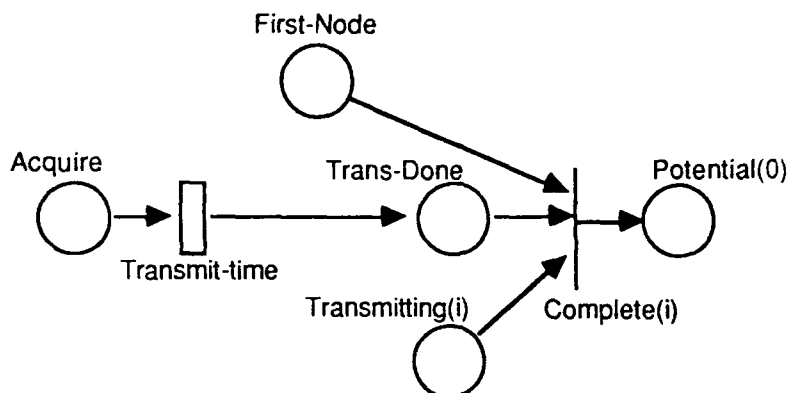 First-Node
Acquire
Trans-Done
Potential(0)
Transmit-time
Transmitting(i)
Complete(i)